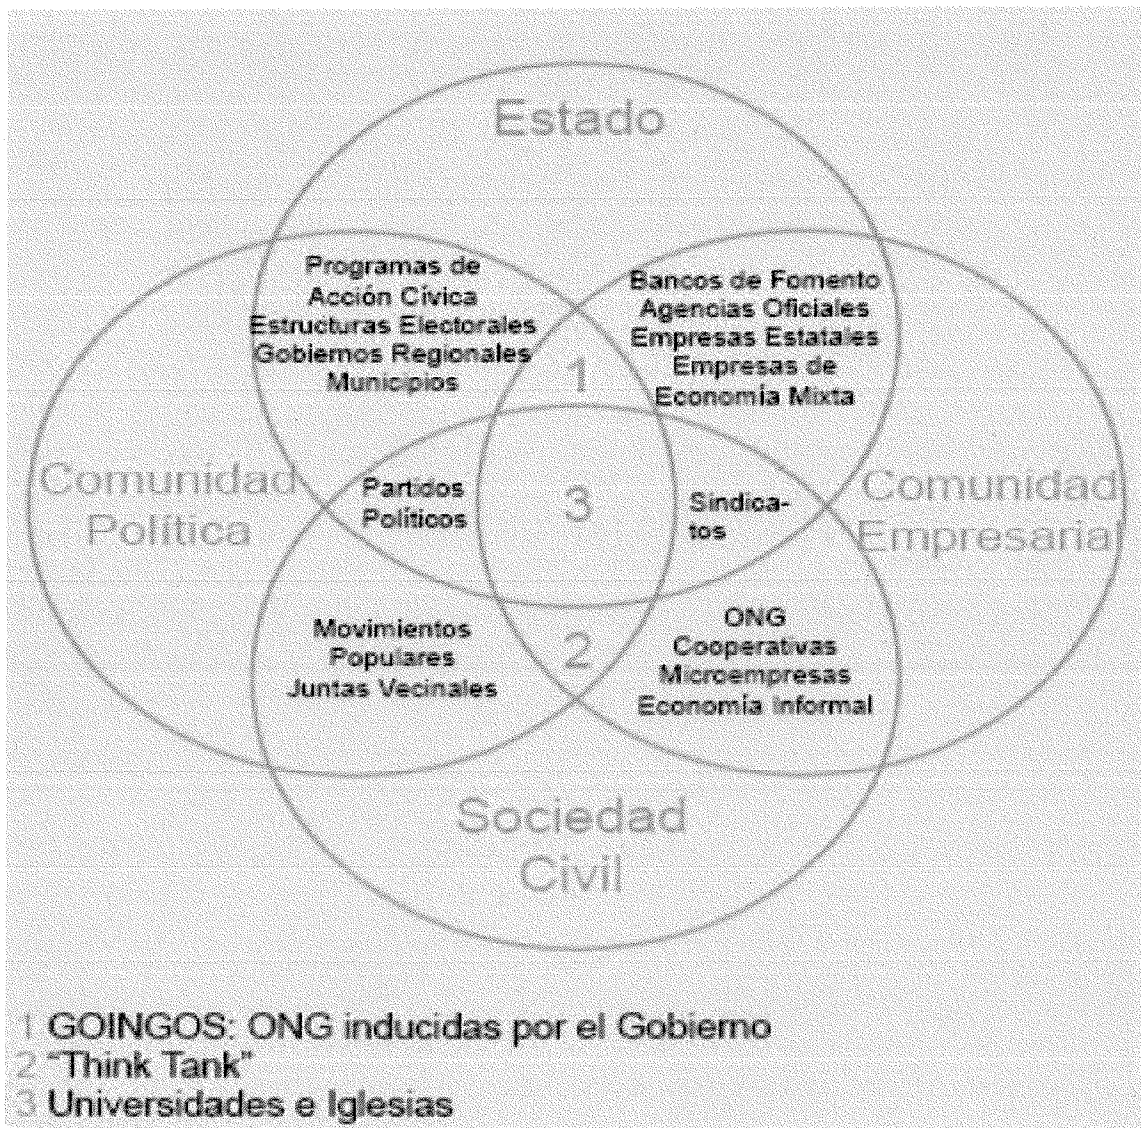 Estado
Programas de
Acción Cívica
Estructuras Electorales
Gobiernos Regionales
Municipios
Bancos de Fomento
Agencias Oficiales
Empresas Estatales
Empresas de
Economía Mixta
1
Comunidad
Política
Partidos
Políticos
3
Sindica-
tos
Comunidad
Empresarial
Movimientos
Populares
Juntas Vecinales
2
ONG
Cooperativas
Microempresas
Economía Informal
Sociedad
Civil
1 GOINGOS: ONG inducidas por el Gobierno
2 “Think Tank”
3 Universidades e Iglesias